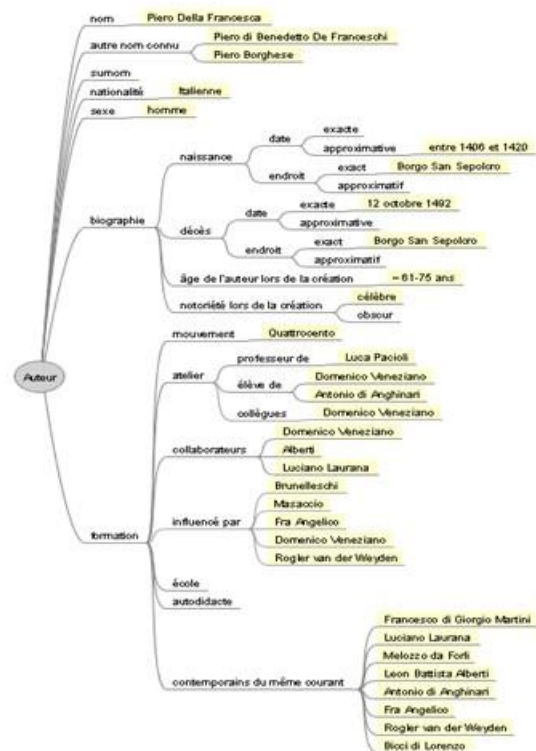 Auteur
nom
Piero Della Francesca
autre nom connu
Piero di Benedetto De Franceschi
Piero Borghese
surnom
nationalité
Italienne
sexe
homme
biographie
naissance
date
exacte
approximative
entre 1406 et 1420
endroit
exact
Borgo San Sepolcro
approximatif
décès
date
exacte
12 octobre 1492
approximative
endroit
exact
Borgo San Sepolcro
approximatif
âge de l'auteur lors de la création
~ 61-75 ans
notoriété lors de la création
célèbre
obscur
formation
mouvement
Quattrocento
atelier
professeur de
Luca Pacioli
élève de
Domenico Veneziano
Antonio di Anghinari
collègues
Domenico Veneziano
collaborateurs
Domenico Veneziano
Alberti
Luciano Laurana
influencé par
Brunelleschi
Masaccio
Fra Angelico
Domenico Veneziano
Rogier van der Weyden
école
autodidacte
contemporains du même courant
Francesco di Giorgio Martini
Luciano Laurana
Melozzo da Forli
Leon Battista Alberti
Antonio di Anghinari
Fra Angelico
Rogier van der Weyden
Bicci di Lorenzo